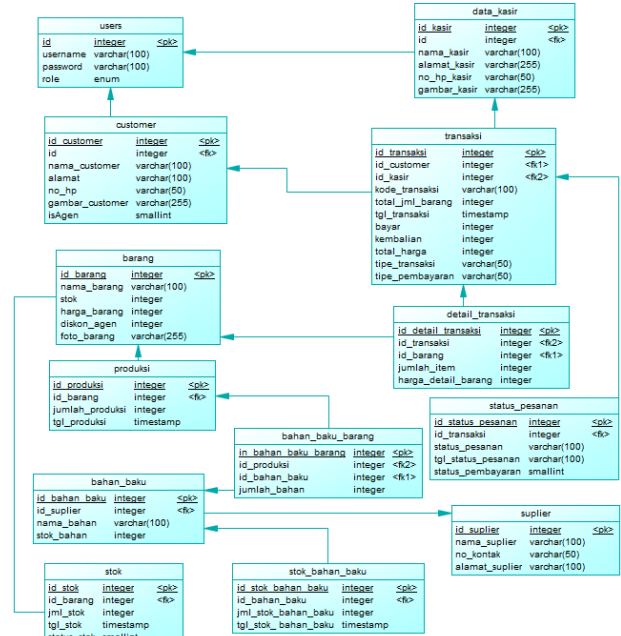 users
id integer <pk>
username varchar(100)
password varchar(100)
role enum
data_kasir
id_kasir integer <pk>
id integer <fk>
nama_kasir varchar(100)
alamat_kasir varchar(255)
no_hp_kasir varchar(50)
gambar_kasir varchar(255)
customer
id_customer integer <pk>
id integer <fk>
nama_customer varchar(100)
alamat varchar(100)
no_hp varchar(50)
gambar_customer varchar(255)
isAgen smallint
transaksi
id_transaksi integer <pk>
id_customer integer <fk1>
id_kasir integer <fk2>
kode_transaksi varchar(100)
total_jml_barang integer
tgl_transaksi timestamp
bayar integer
kembalian integer
total_harga integer
tipe_transaksi varchar(50)
tipe_pembayaran varchar(50)
barang
id_barang integer <pk>
nama_barang varchar(100)
stok integer
harga_barang integer
diskon_agen integer
foto_barang varchar(255)
detail_transaksi
id_detail_transaksi integer <pk>
id_transaksi integer <fk2>
id_barang integer <fk1>
jumlah_item integer
harga_detail_barang integer
produksi
id_produksi integer <pk>
id_barang integer <fk>
jumlah_produksi integer
tgl_produksi timestamp
status_pesanan
id_status_pesanan integer <pk>
id_transaksi integer <fk>
status_pesanan varchar(100)
tgl_status_pesanan varchar(100)
status_pembayaran smallint
bahan_baku_barang
in_bahan_baku_barang integer <pk>
id_produksi integer <fk2>
id_bahan_baku integer <fk1>
jumlah_bahan integer
bahan_baku
id_bahan_baku integer <pk>
id_suplier integer <fk>
nama_bahan varchar(100)
stok_bahan integer
suplier
id_suplier integer <pk>
nama_suplier varchar(100)
no_kontak varchar(50)
alamat_suplier varchar(100)
stok
id_stok integer <pk>
id_barang integer <fk>
jml_stok integer
tgl_stok timestamp
status_stok smallint
stok_bahan_baku
id_stok_bahan_baku integer <pk>
id_bahan_baku integer <fk>
jml_stok_bahan_baku integer
tgl_stok_ bahan_baku timestamp